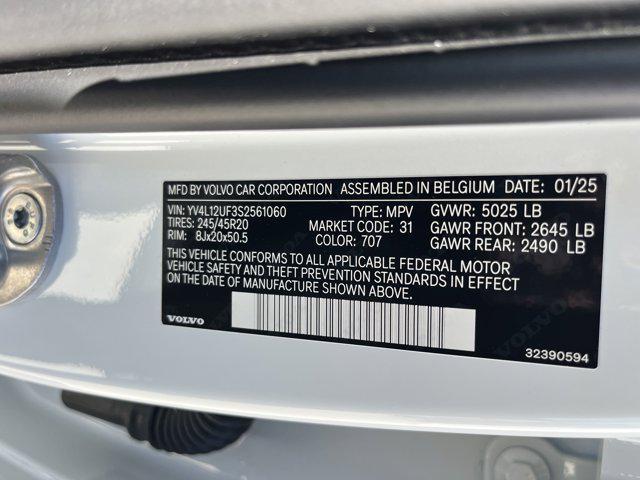 MFD BY VOLVO CAR CORPORATION ASSEMBLED IN BELGIUM DATE: 01/25
VIN: YV4L12UF3S2561060 TYPE: MPV GVWR: 5025 LB
TIRES: 245/45R20 MARKET CODE: 31 GAWR FRONT: 2645 LB
RIM: 8Jx20x50.5 COLOR: 707 GAWR REAR: 2490 LB
THIS VEHICLE CONFORMS TO ALL APPLICABLE FEDERAL MOTOR
VEHICLE SAFETY AND THEFT PREVENTION STANDARDS IN EFFECT
ON THE DATE OF MANUFACTURE SHOWN ABOVE.
VOLVO
32390594